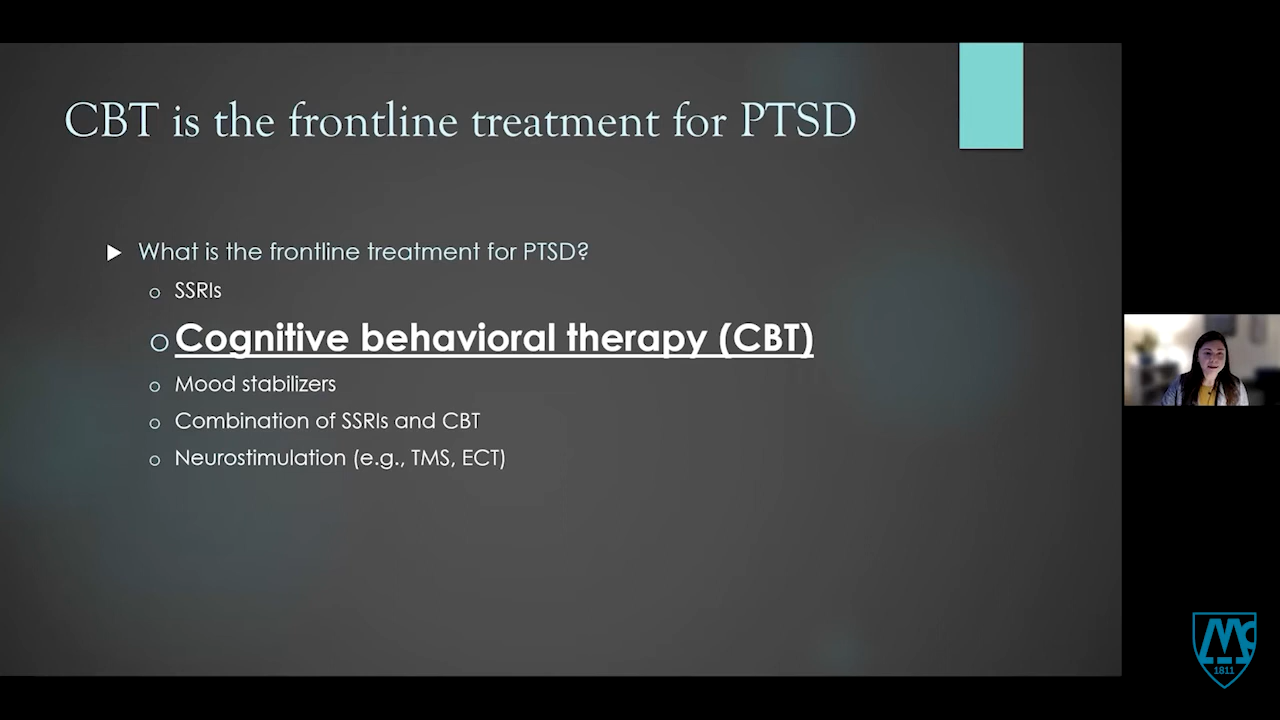 CBT is the frontline treatment for PTSD
What is the frontline treatment for PTSD?
SSRIs
Cognitive behavioral therapy (CBT)
Mood stabilizers
Combination of SSRIs and CBT
Neurostimulation (e.g., TMS, ECT)
Mc
1811